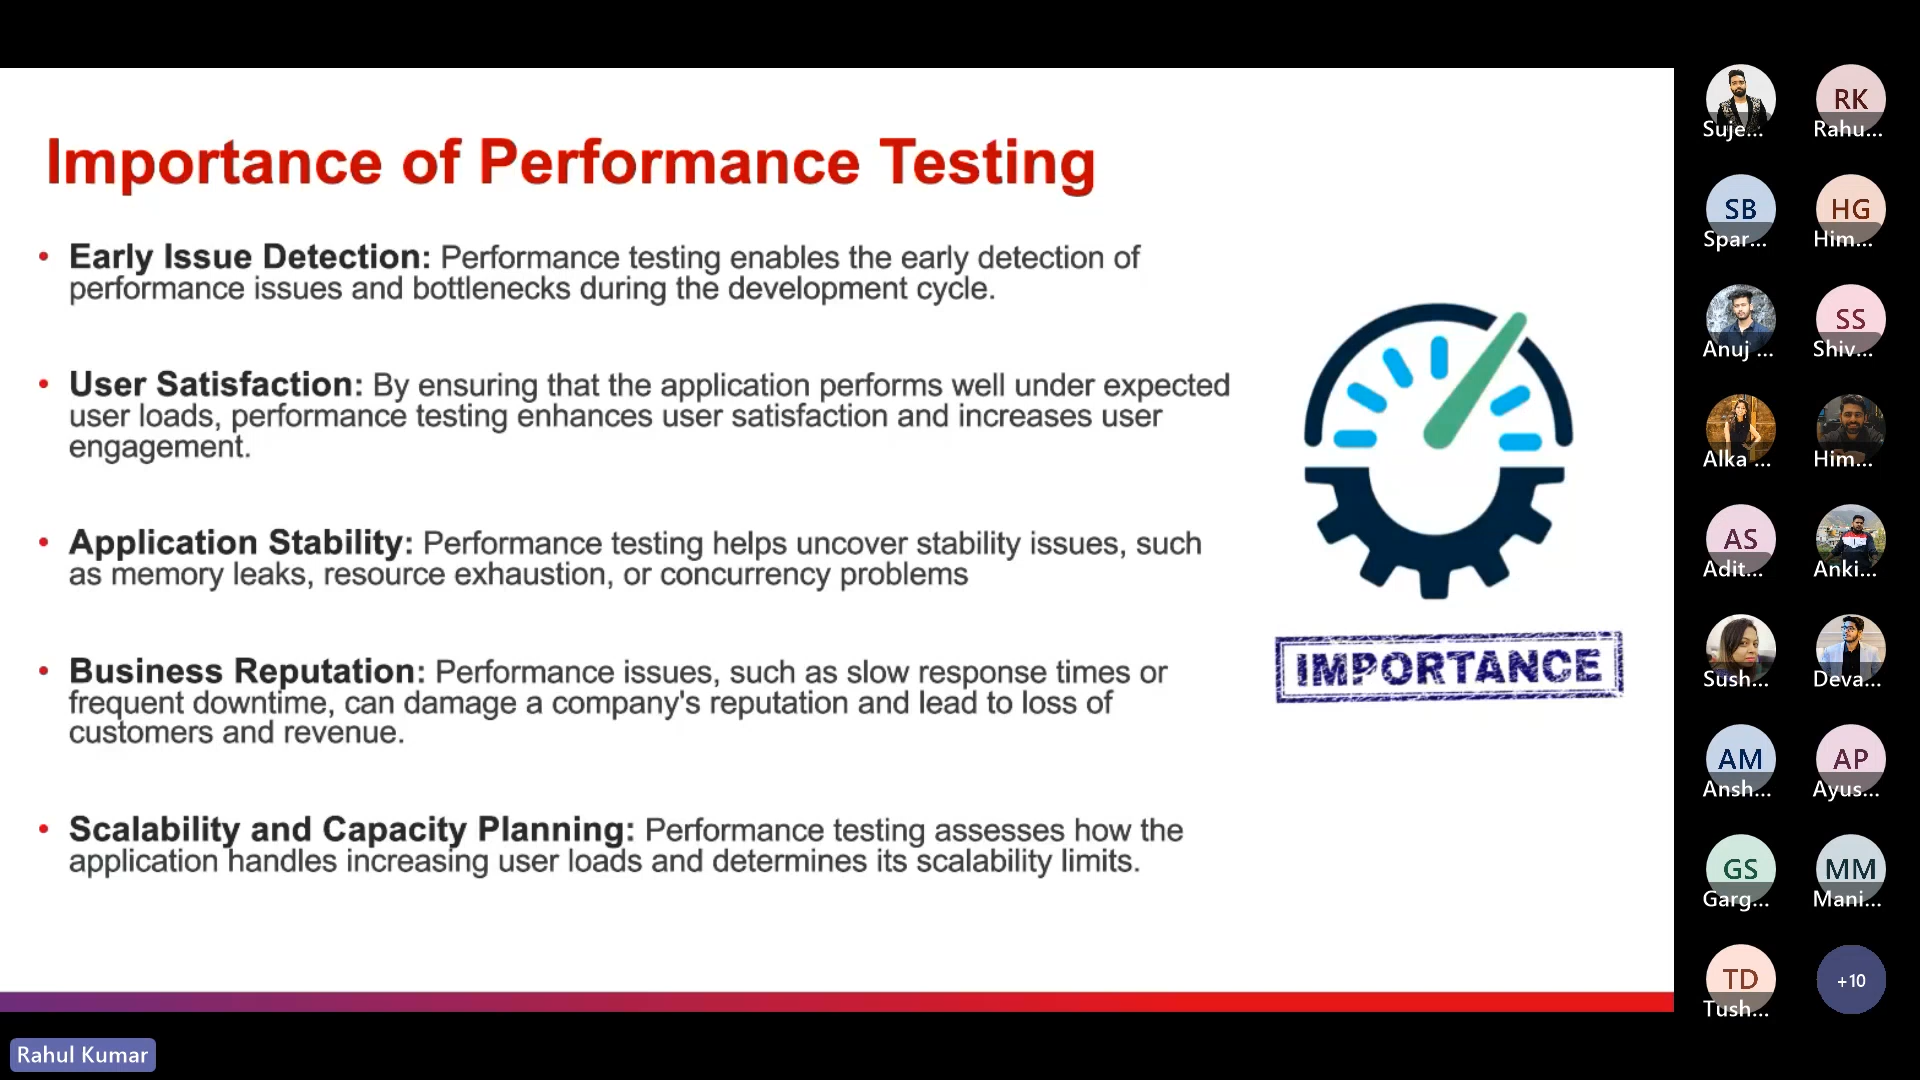 Importance of Performance Testing
• Early Issue Detection: Performance testing enables the early detection of
performance issues and bottlenecks during the development cycle.
• User Satisfaction: By ensuring that the application performs well under expected
user loads, performance testing enhances user satisfaction and increases user
engagement.
• Application Stability: Performance testing helps uncover stability issues, such
as memory leaks, resource exhaustion, or concurrency problems
• Business Reputation: Performance issues, such as slow response times or
frequent downtime, can damage a company's reputation and lead to loss of
customers and revenue.
• Scalability and Capacity Planning: Performance testing assesses how the
application handles increasing user loads and determines its scalability limits.
IMPORTANCE
Rahul Kumar
Suje...
RK
Rahu...
SB
Spar...
HG
Him...
Anuj ...
SS
Shiv...
Alka ...
Him...
AS
Adit...
Anki...
Sush...
Deva...
AM
Ansh...
AP
Ayus...
GS
Garg...
MM
Mani...
TD
Tush...
+10